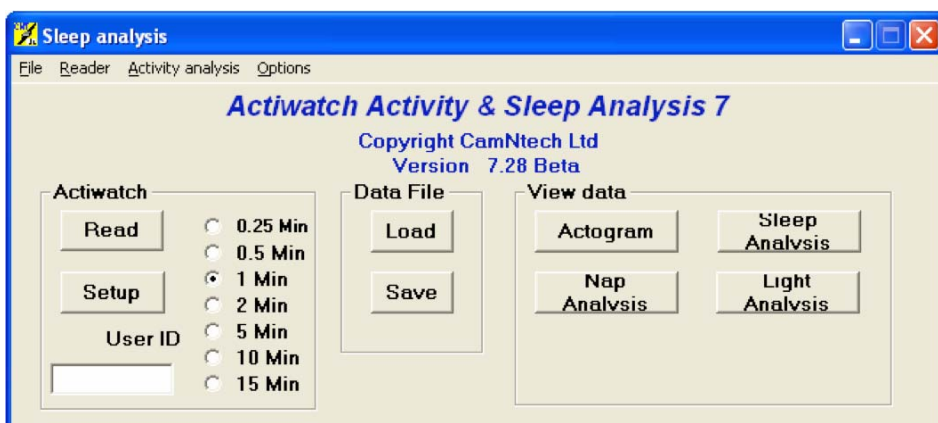 Sleep analysis
File Reader Activity analysis Options
Actiwatch Activity & Sleep Analysis 7
Copyright CamNtech Ltd
Version 7.28 Beta
Actiwatch
Read
Setup
User ID
0.25 Min
0.5 Min
1 Min
2 Min
5 Min
10 Min
15 Min
Data File
Load
Save
View data
Actogram
Sleep
Analysis
Nap
Analysis
Light
Analysis